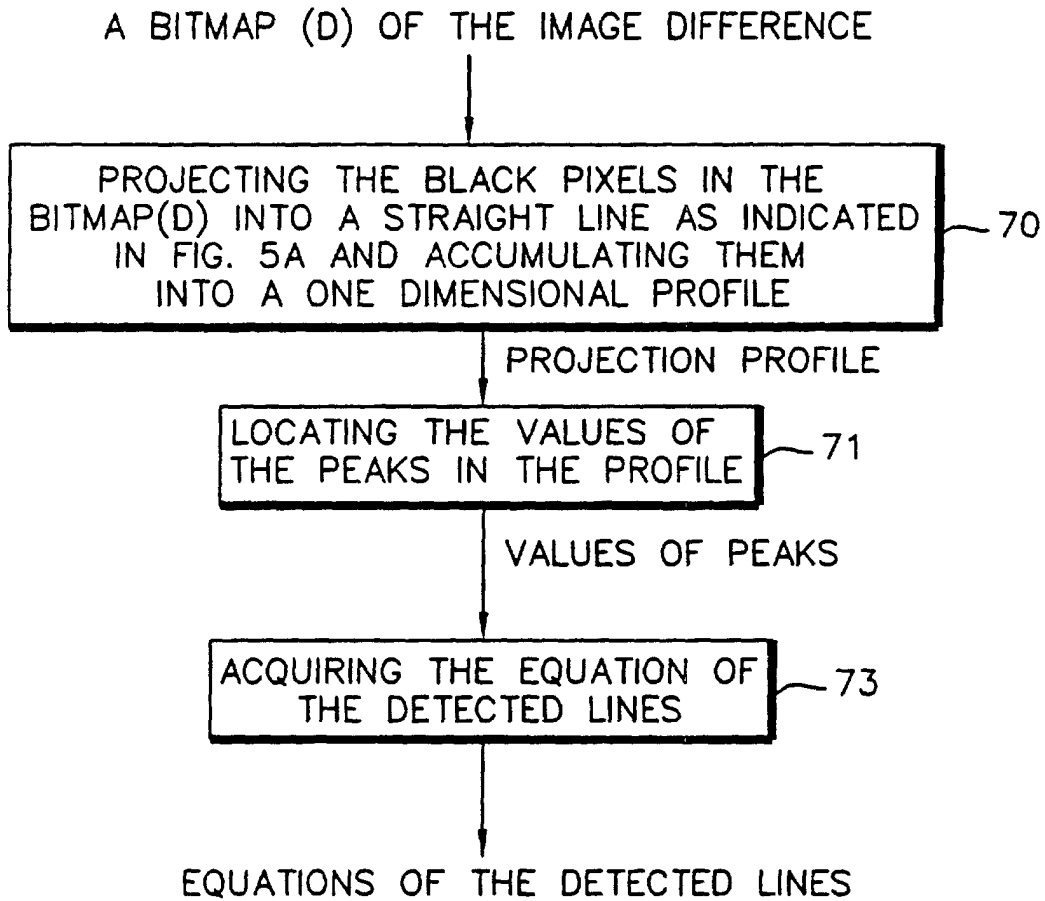 A BITMAP (D) OF THE IMAGE DIFFERENCE
PROJECTING THE BLACK PIXELS IN THE
BITMAP(D) INTO A STRAIGHT LINE AS INDICATED
IN FIG. 5A AND ACCUMULATING THEM
INTO A ONE DIMENSIONAL PROFILE
70
PROJECTION PROFILE
LOCATING THE VALUES OF
THE PEAKS IN THE PROFILE
71
VALUES OF PEAKS
ACQUIRING THE EQUATION OF
THE DETECTED LINES
73
EQUATIONS OF THE DETECTED LINES